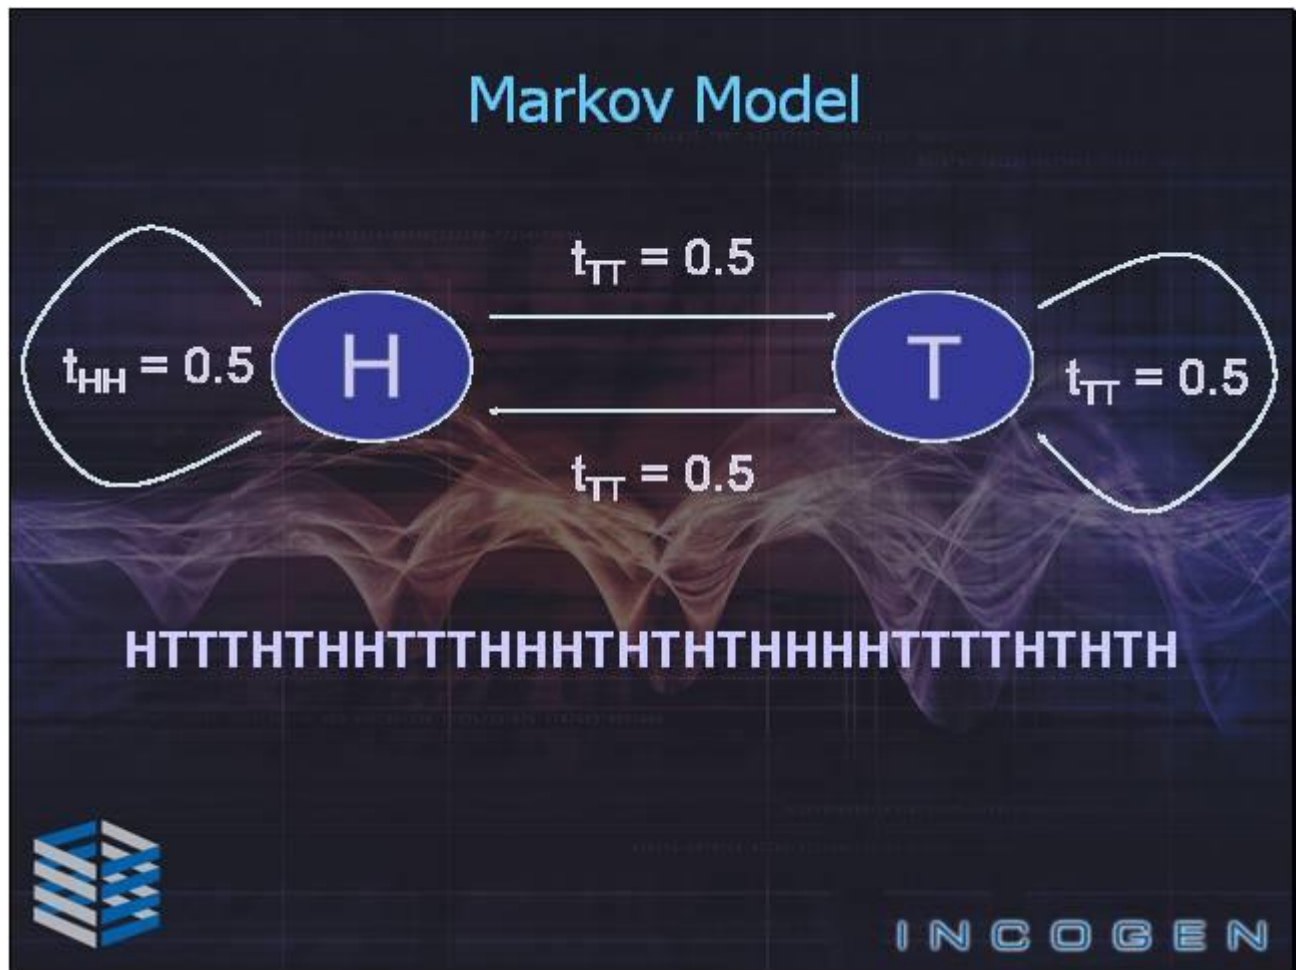 Markov Model
t_TT = 0.5
t_HH = 0.5
H
T
t_TT = 0.5
t_TT = 0.5
HTTTHTHHTTTHHHTHTHTHHHHTTTTHTHTH
INCOGEN